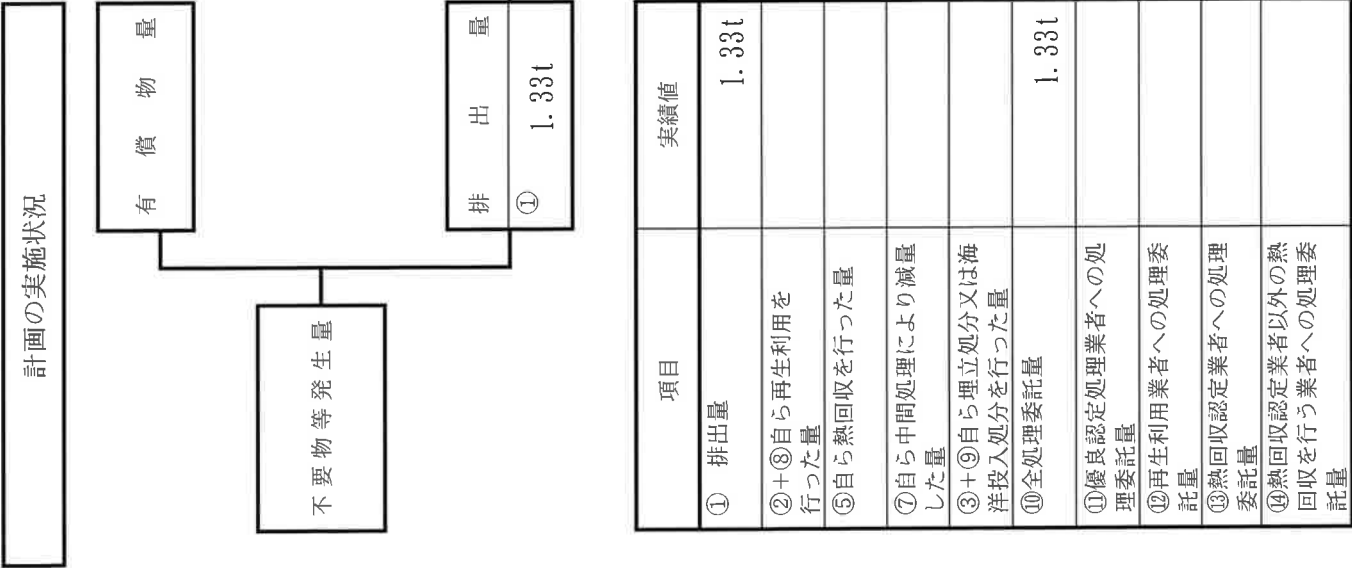 計画の実施状況
有償物量
不要物等発生量
排出量
①
1.33t
項目
実績値
① 排出量
1.33t
②+⑧自ら再生利用を
行った量
⑤自ら熱回収を行った量
⑦自ら中間処理により減量
した量
③+⑨自ら埋立処分又は海
洋投入処分を行った量
⑩全処理委託量
1.33t
⑪優良認定処理業者への処
理委託量
⑫再生利用業者への処理委
託量
⑬熱回収認定業者への処理
委託量
⑭熱回収認定業者以外の熱
回収を行う業者への処理委
託量